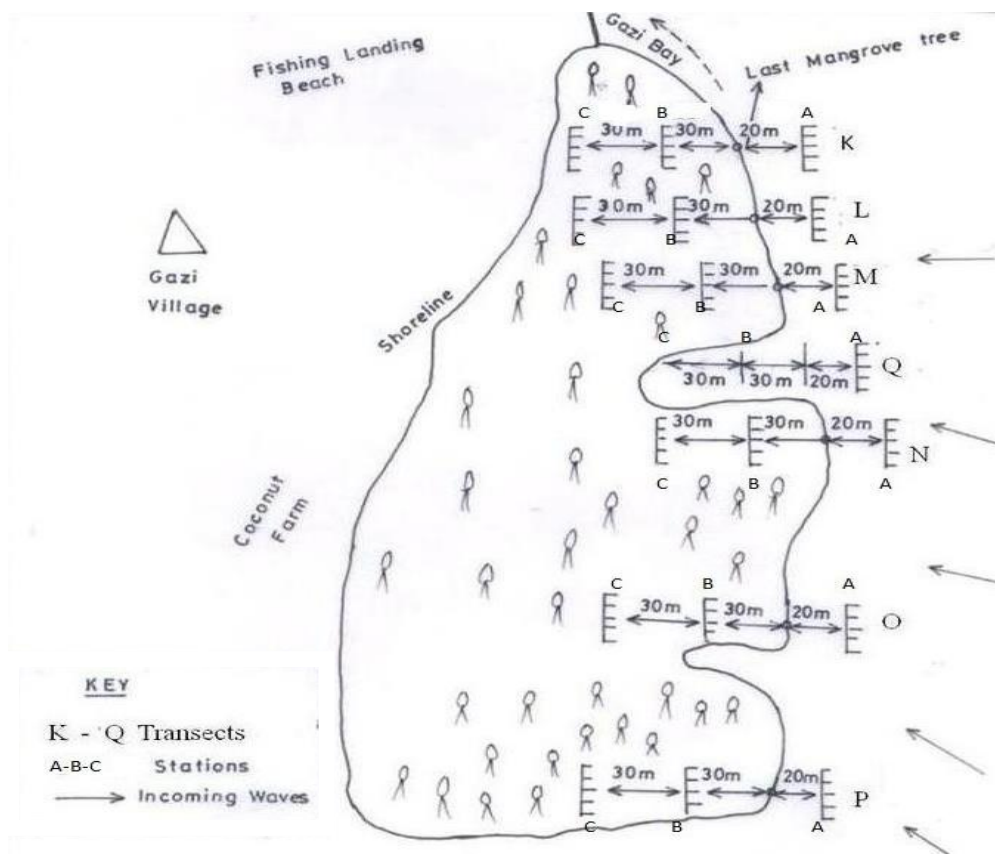 Gazi Bay
Fishing Landing
Beach
Last Mangrove tree
C B A
30m 30m 20m K
30m 30m 20m L
C B A
30m 30m 20m M
C B A
Gazi
Village
Shoreline
C B A
Q
30m 30m 20m
30m 30m 20m
N
C B A
Coconut
Farm
C B A
30m 30m 20m O
KEY
K - Q Transects
A-B-C Stations
Incoming Waves
30m 30m 20m P
C B A